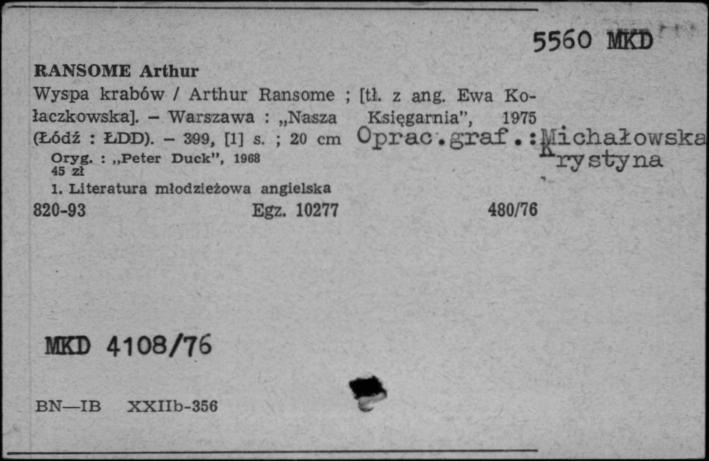 5560 MKD
RANSOME Arthur
Wyspa krabów / Arthur Ransome ; [tł. z ang. Ewa Ko-
łaczkowska]. – Warszawa : „Nasza Księgarnia”, 1975
(Łódź : ŁDD). – 399, [1] s. ; 20 cm Oprac.graf.:Michałowska
Krystyna
Oryg. : „Peter Duck”, 1968
45 zł
1. Literatura młodzieżowa angielska
820-93 Egz. 10277 480/76
MKD 4108/76
BN—IB XXIIb-356